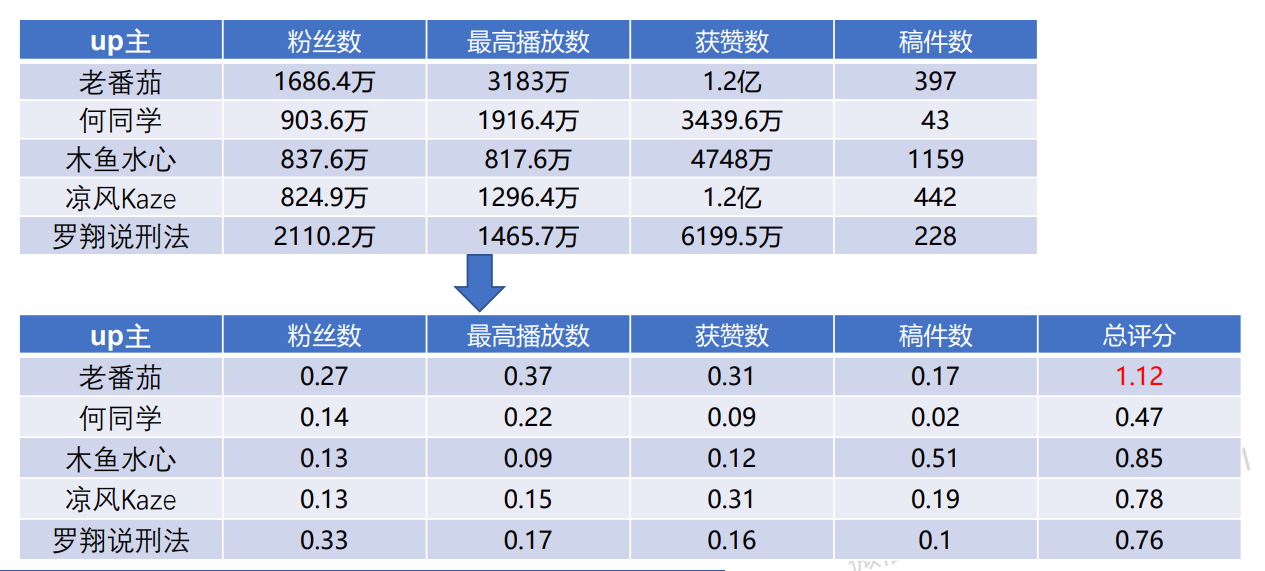 up主 粉丝数 最高播放数 获赞数 稿件数
老番茄 1686.4万 3183万 1.2亿 397
何同学 903.6万 1916.4万 3439.6万 43
木鱼水心 837.6万 817.6万 4748万 1159
凉风Kaze 824.9万 1296.4万 1.2亿 442
罗翔说刑法 2110.2万 1465.7万 6199.5万 228
up主 粉丝数 最高播放数 获赞数 稿件数 总评分
老番茄 0.27 0.37 0.31 0.17 1.12
何同学 0.14 0.22 0.09 0.02 0.47
木鱼水心 0.13 0.09 0.12 0.51 0.85
凉风Kaze 0.13 0.15 0.31 0.19 0.78
罗翔说刑法 0.33 0.17 0.16 0.1 0.76